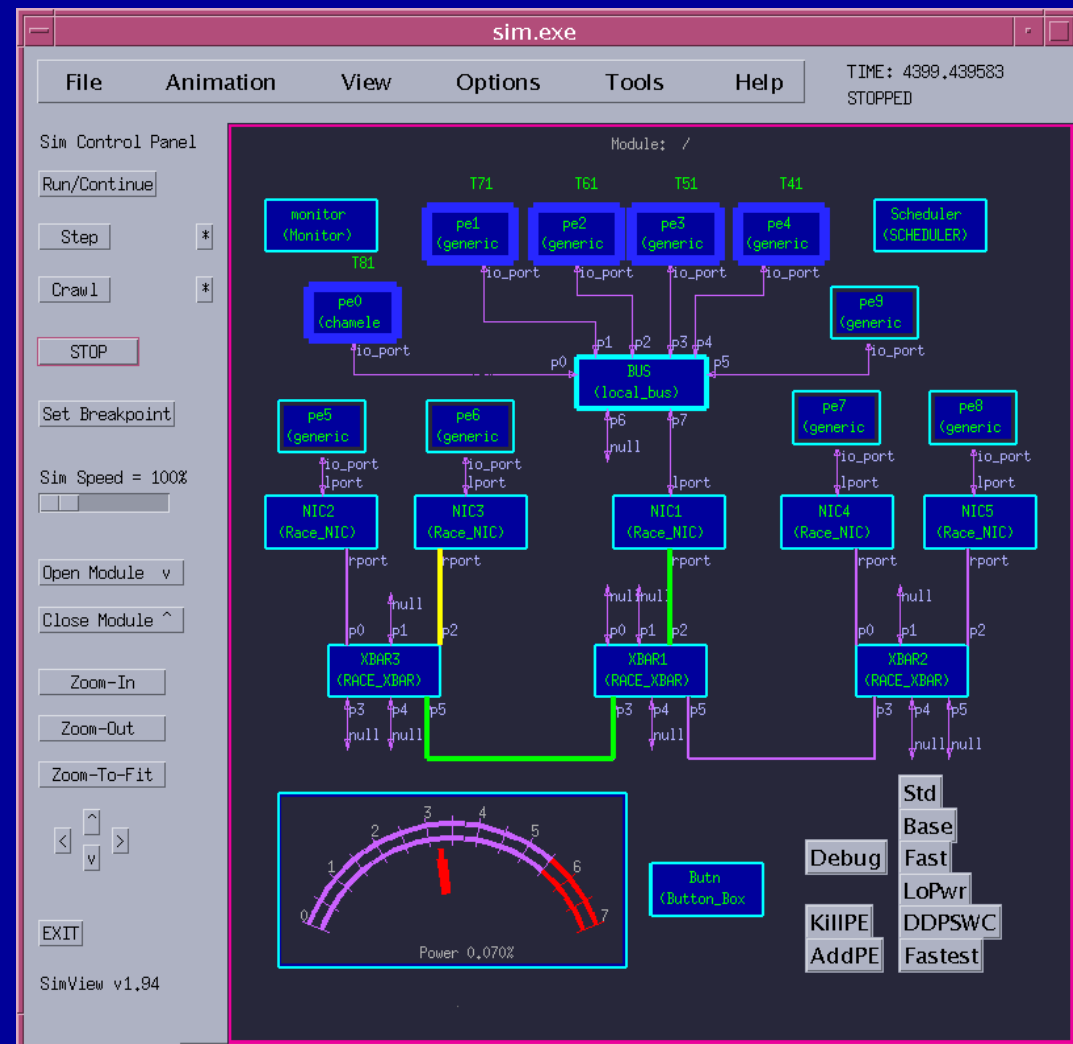 sim.exe
File Animation View Options Tools Help
TIME: 4399.439583
STOPPED
Sim Control Panel
Run/Continue
Step *
Crawl *
STOP
Set Breakpoint
Sim Speed = 100%
Open Module v
Close Module ^
Zoom-In
Zoom-Out
Zoom-To-Fit
^
< >
v
EXIT
SimView v1.94
Module: /
T71 T61 T51 T41
monitor
(Monitor)
pe1
(generic
pe2
(generic
pe3
(generic
pe4
(generic
Scheduler
(SCHEDULER)
T81
io_port io_port io_port io_port
pe0
(chamele
pe9
(generic
io_port
p1 p2 p3 p4
io_port
p0 p5
BUS
(local_bus)
p6 p7
null
pe5
(generic
pe6
(generic
pe7
(generic
pe8
(generic
io_port io_port io_port io_port
lport lport lport lport lport
NIC2
(Race_NIC)
NIC3
(Race_NIC)
NIC1
(Race_NIC)
NIC4
(Race_NIC)
NIC5
(Race_NIC)
rport rport rport rport rport
null null null null
p0 p1 p2 p0 p1 p2 p0 p1 p2
XBAR3
(RACE_XBAR)
XBAR1
(RACE_XBAR)
XBAR2
(RACE_XBAR)
p3 p4 p5 p3 p4 p5 p3 p4 p5
null null null null null
0 1 2 3 4 5 6 7
Power 0.070%
Butn
(Button_Box
Debug
KillPE
AddPE
Std
Base
Fast
LoPwr
DDPSWC
Fastest